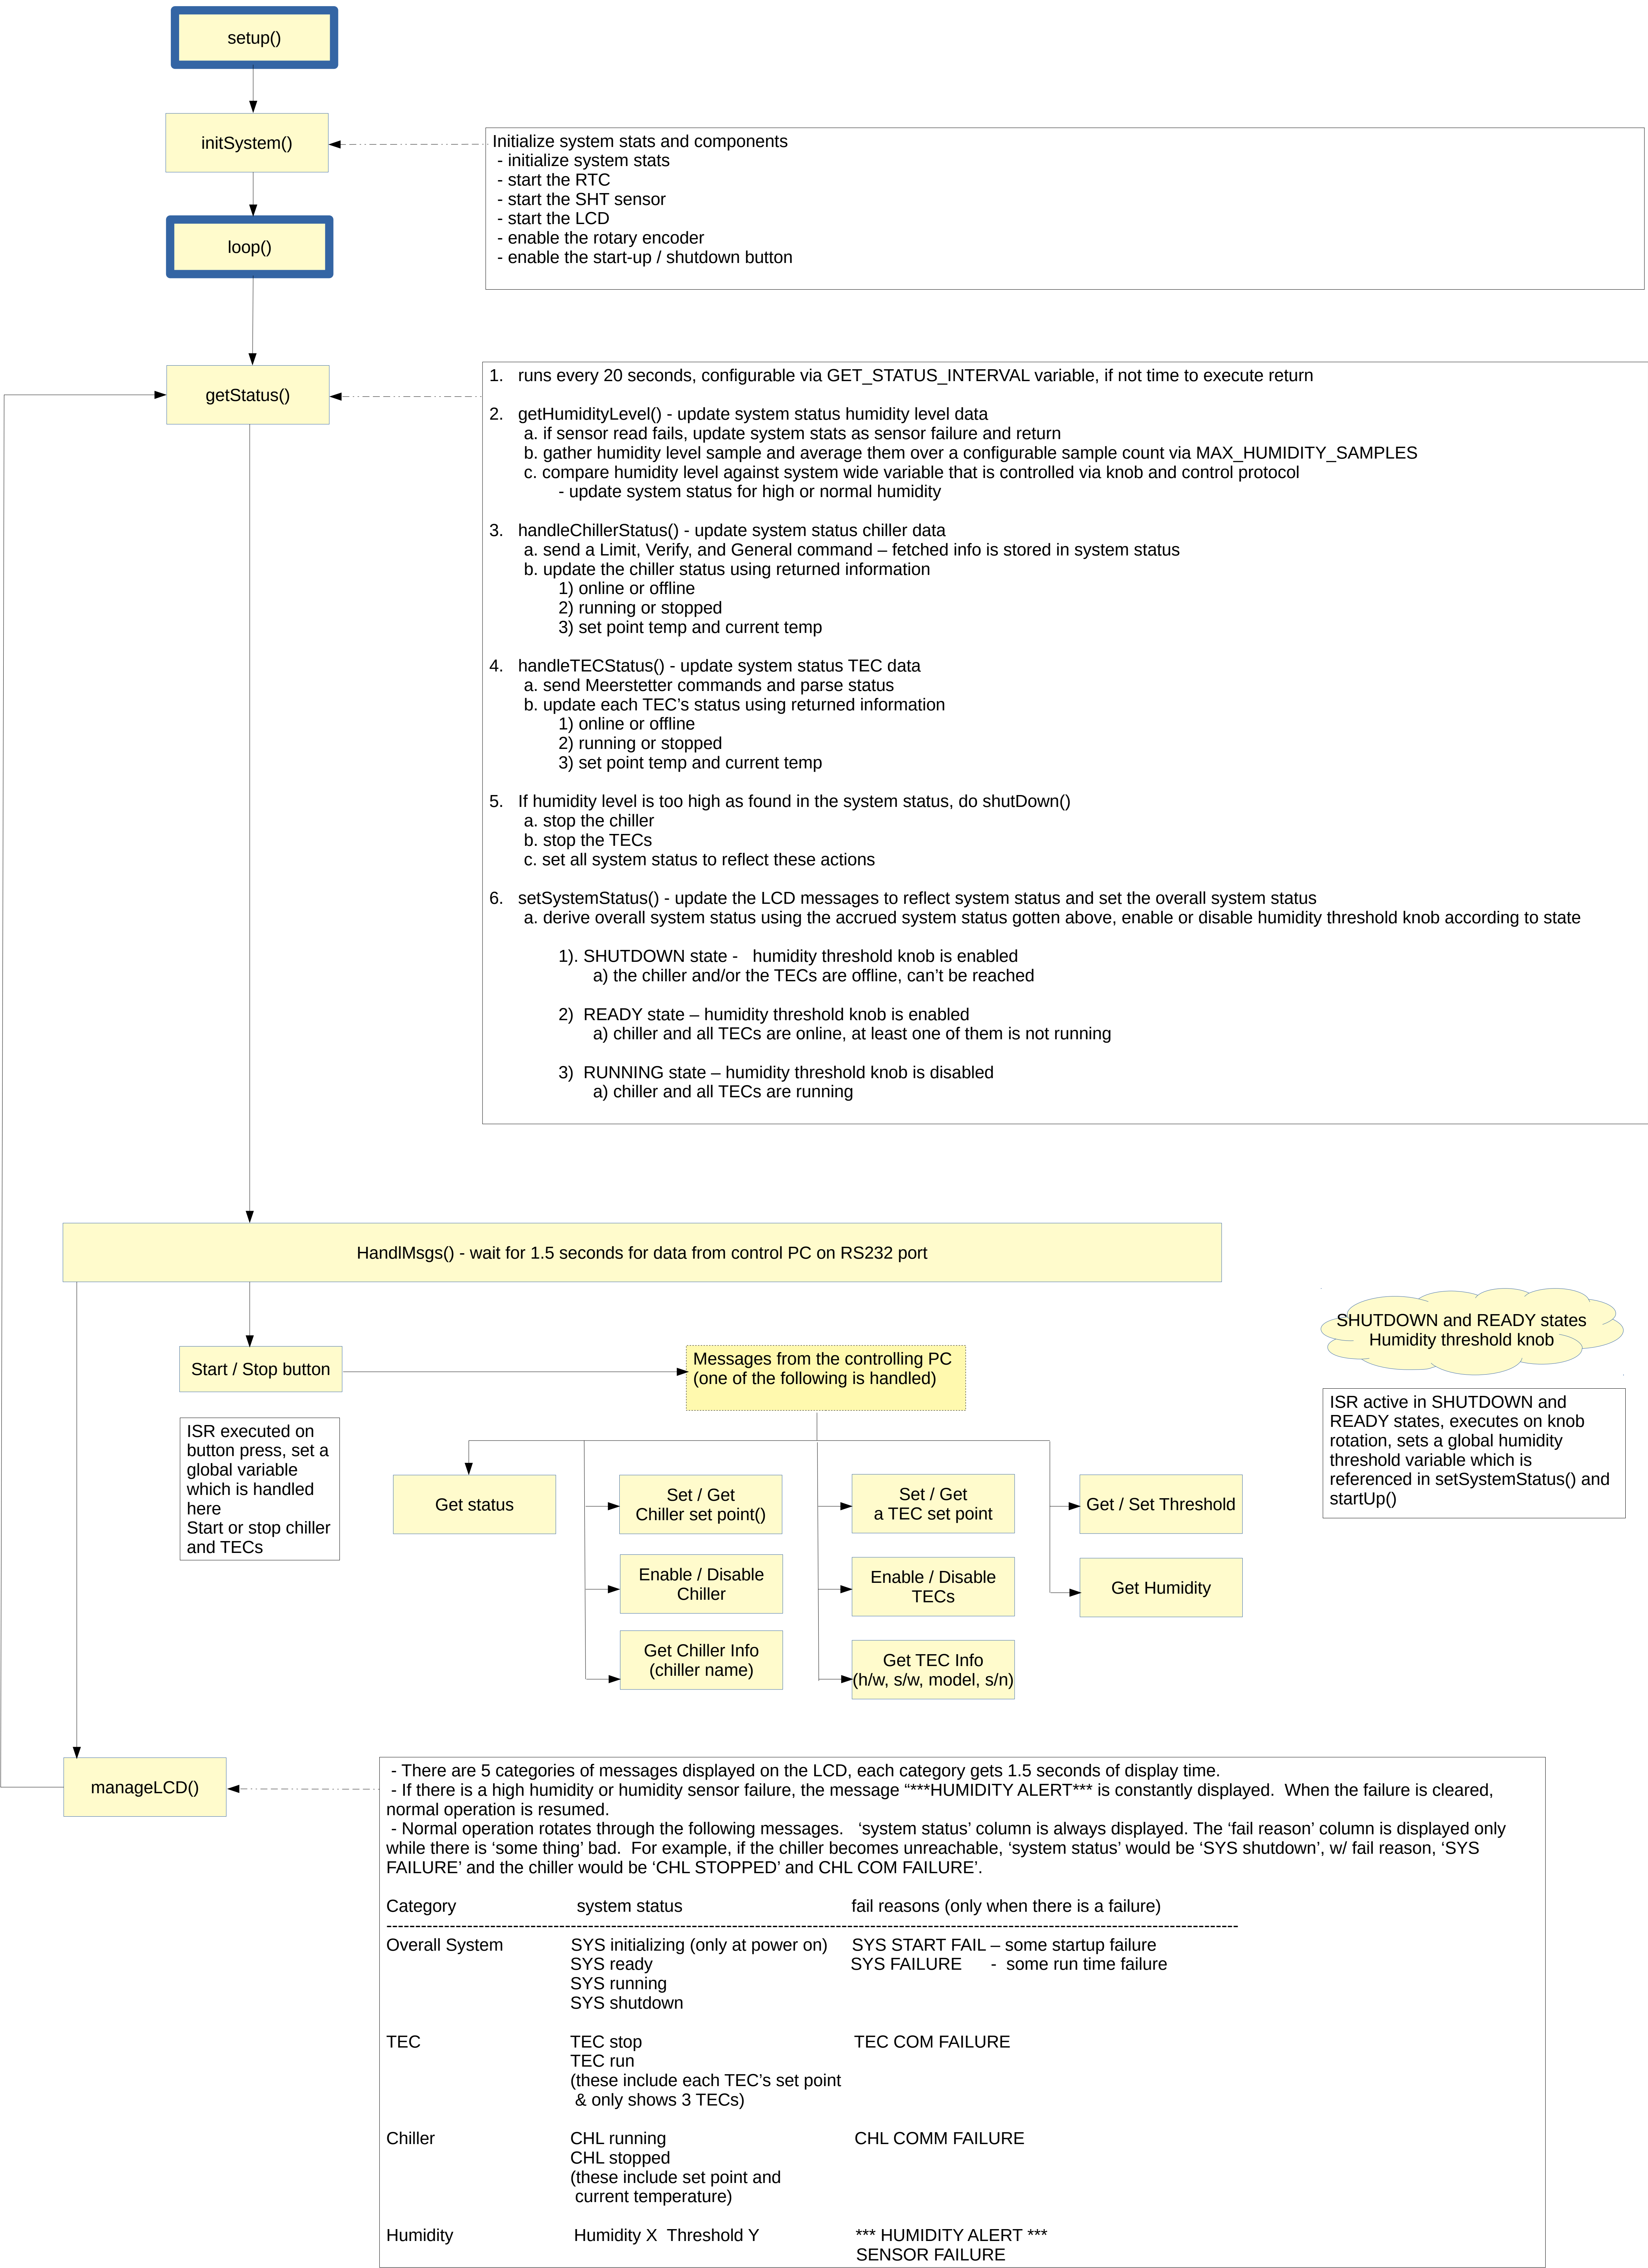 setup()
initSystem()
Initialize system stats and components
- initialize system stats
- start the RTC
- start the SHT sensor
- start the LCD
- enable the rotary encoder
- enable the start-up / shutdown button
loop()
getStatus()
1. runs every 20 seconds, configurable via GET_STATUS_INTERVAL variable, if not time to execute return
2. getHumidityLevel() - update system status humidity level data
a. if sensor read fails, update system stats as sensor failure and return
b. gather humidity level sample and average them over a configurable sample count via MAX_HUMIDITY_SAMPLES
c. compare humidity level against system wide variable that is controlled via knob and control protocol
- update system status for high or normal humidity
3. handleChillerStatus() - update system status chiller data
a. send a Limit, Verify, and General command – fetched info is stored in system status
b. update the chiller status using returned information
1) online or offline
2) running or stopped
3) set point temp and current temp
4. handleTECStatus() - update system status TEC data
a. send Meerstetter commands and parse status
b. update each TEC’s status using returned information
1) online or offline
2) running or stopped
3) set point temp and current temp
5. If humidity level is too high as found in the system status, do shutDown()
a. stop the chiller
b. stop the TECs
c. set all system status to reflect these actions
6. setSystemStatus() - update the LCD messages to reflect system status and set the overall system status
a. derive overall system status using the accrued system status gotten above, enable or disable humidity threshold knob according to state
1). SHUTDOWN state - humidity threshold knob is enabled
a) the chiller and/or the TECs are offline, can’t be reached
2) READY state – humidity threshold knob is enabled
a) chiller and all TECs are online, at least one of them is not running
3) RUNNING state – humidity threshold knob is disabled
a) chiller and all TECs are running
HandlMsgs() - wait for 1.5 seconds for data from control PC on RS232 port
SHUTDOWN and READY states
Humidity threshold knob
Start / Stop button
Messages from the controlling PC
(one of the following is handled)
ISR active in SHUTDOWN and
READY states, executes on knob
rotation, sets a global humidity
threshold variable which is
referenced in setSystemStatus() and
startUp()
ISR executed on
button press, set a
global variable
which is handled
here
Start or stop chiller
and TECs
Get status
Set / Get
Chiller set point()
Set / Get
a TEC set point
Get / Set Threshold
Enable / Disable
Chiller
Enable / Disable
TECs
Get Humidity
Get Chiller Info
(chiller name)
Get TEC Info
(h/w, s/w, model, s/n)
manageLCD()
- There are 5 categories of messages displayed on the LCD, each category gets 1.5 seconds of display time.
- If there is a high humidity or humidity sensor failure, the message “***HUMIDITY ALERT*** is constantly displayed. When the failure is cleared,
normal operation is resumed.
- Normal operation rotates through the following messages. ‘system status’ column is always displayed. The ‘fail reason’ column is displayed only
while there is ‘some thing’ bad. For example, if the chiller becomes unreachable, ‘system status’ would be ‘SYS shutdown’, w/ fail reason, ‘SYS
FAILURE’ and the chiller would be ‘CHL STOPPED’ and CHL COM FAILURE’.
Category system status fail reasons (only when there is a failure)
----------------------------------------------------------------------------------------------------------------------------------------------------
Overall System SYS initializing (only at power on) SYS START FAIL – some startup failure
SYS ready SYS FAILURE - some run time failure
SYS running
SYS shutdown
TEC TEC stop TEC COM FAILURE
TEC run
(these include each TEC’s set point
& only shows 3 TECs)
Chiller CHL running CHL COMM FAILURE
CHL stopped
(these include set point and
current temperature)
Humidity Humidity X Threshold Y *** HUMIDITY ALERT ***
SENSOR FAILURE